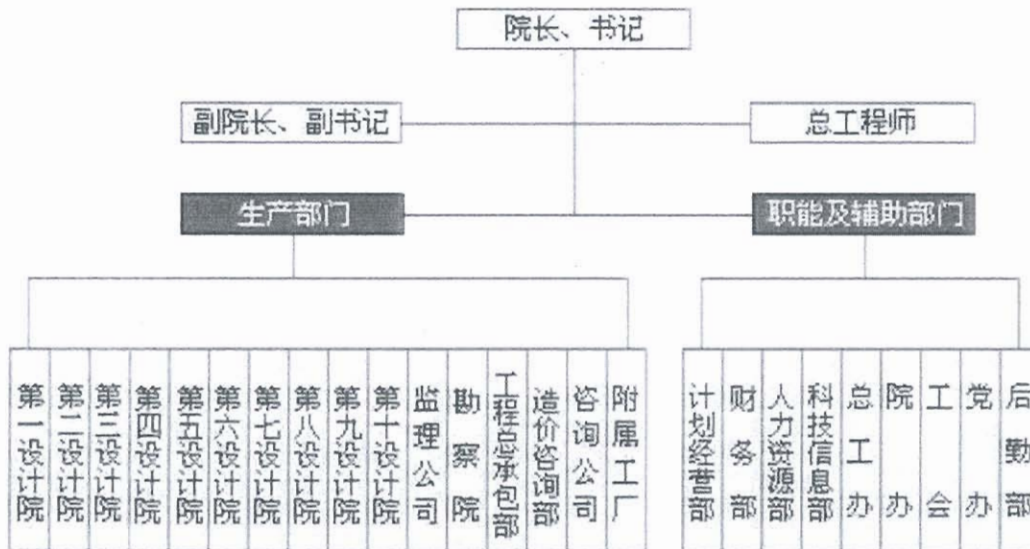 院长、书记
副院长、副书记
总工程师
生产部门
职能及辅助部门
第一设计院
第二设计院
第三设计院
第四设计院
第五设计院
第六设计院
第七设计院
第八设计院
第九设计院
第十设计院
监理公司
勘察院
工程总承包部
造价咨询部
咨询公司
附属工厂
计划经营部
财务部
人力资源部
科技信息部
总工办
院办
工会
党办
后勤部